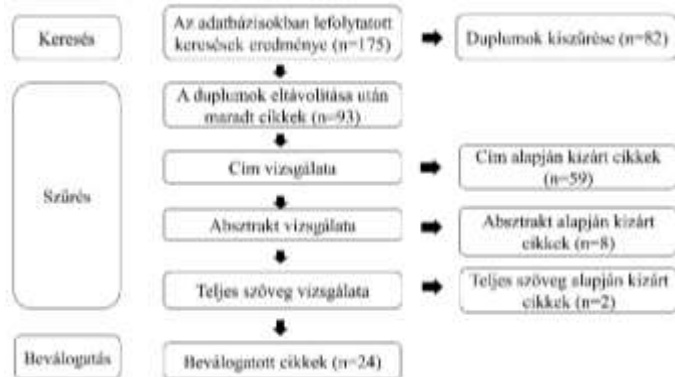 Keresés
Az adatbázisokban lefolytatott
keresések eredménye (n=175)
Duplumok kiszűrése (n=82)
A duplumok eltávolítása után
maradt cikkek (n=93)
Szűrés
Cím vizsgálata
Cím alapján kizárt cikkek
(n=59)
Absztrakt vizsgálata
Absztrakt alapján kizárt
cikkek (n=8)
Teljes szöveg vizsgálata
Teljes szöveg alapján kizárt
cikkek (n=2)
Beválogatás
Beválogatott cikkek (n=24)